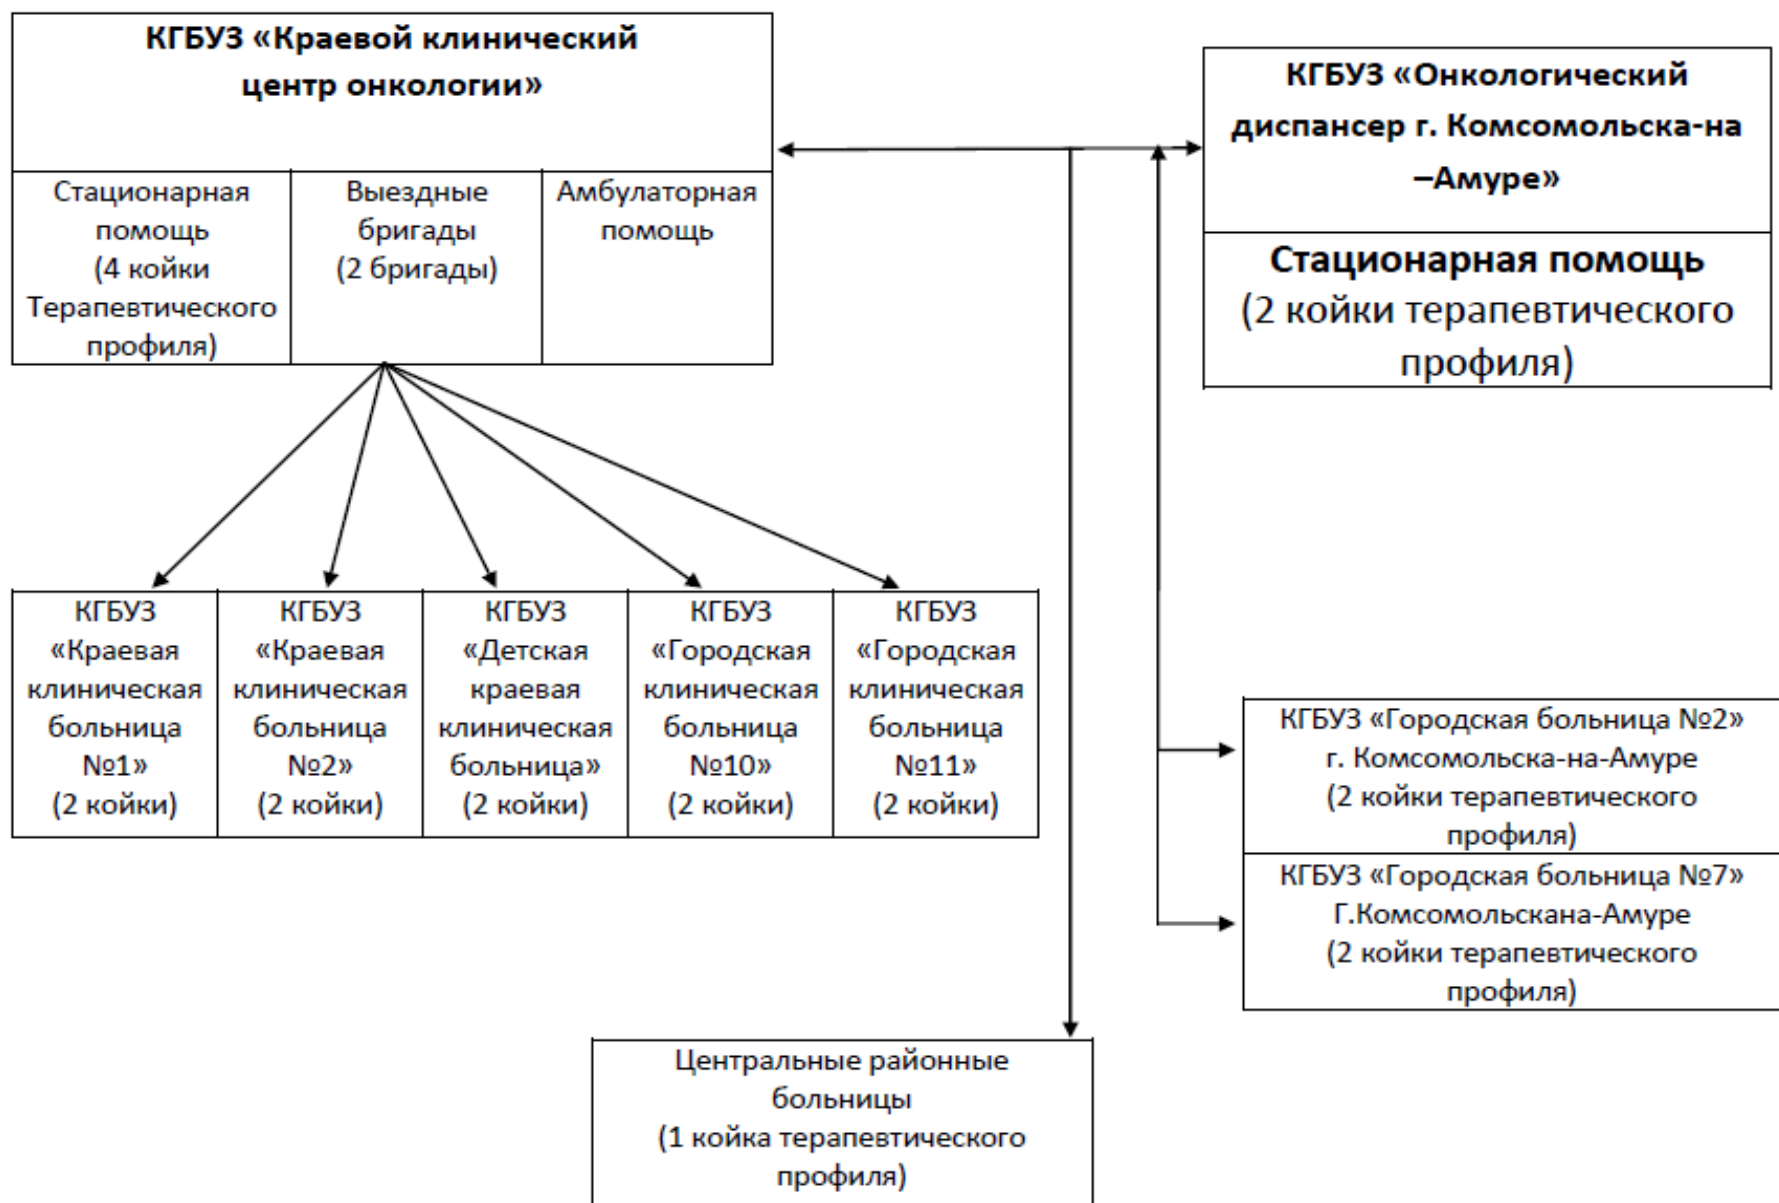 КГБУЗ «Краевой клинический
центр онкологии»
Стационарная
помощь
(4 койки
Терапевтического
профиля)
Выездные
бригады
(2 бригады)
Амбулаторная
помощь
КГБУЗ «Онкологический
диспансер г. Комсомольска-на
–Амуре»
Стационарная помощь
(2 койки терапевтического
профиля)
КГБУЗ
«Краевая
клиническая
больница
№1»
(2 койки)
КГБУЗ
«Краевая
клиническая
больница
№2»
(2 койки)
КГБУЗ
«Детская
краевая
клиническая
больница»
(2 койки)
КГБУЗ
«Городская
клиническая
больница
№10»
(2 койки)
КГБУЗ
«Городская
клиническая
больница
№11»
(2 койки)
КГБУЗ «Городская больница №2»
г. Комсомольска-на-Амуре
(2 койки терапевтического
профиля)
КГБУЗ «Городская больница №7»
Г.Комсомольскана-Амуре
(2 койки терапевтического
профиля)
Центральные районные
больницы
(1 койка терапевтического
профиля)